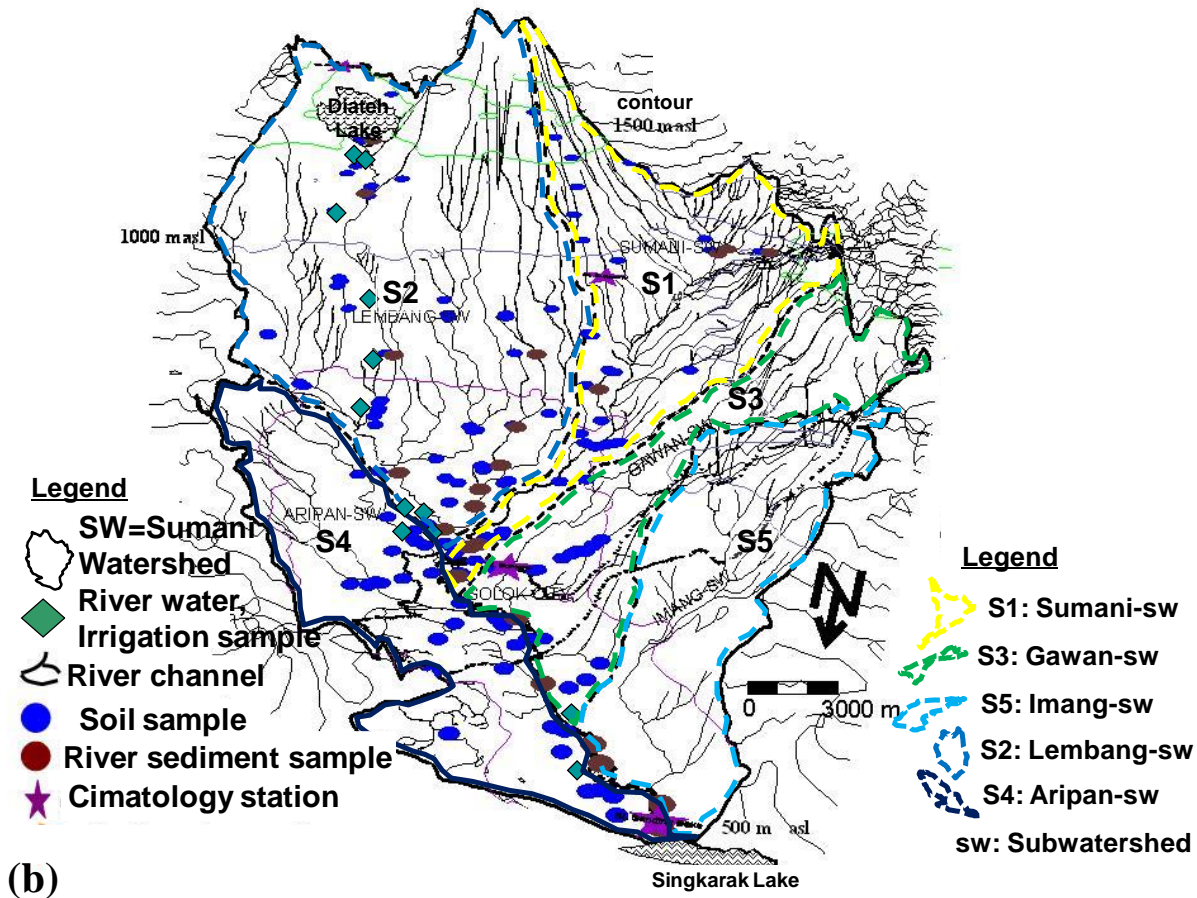 contour
1500 masl
Diateh
Lake
1000 masl
SUMANI-SW
S1
S2
LEMBANG-SW
S3
GAWAN-SW
Legend
SW=Sumani
Watershed
River water,
Irrigation sample
River channel
Soil sample
River sediment sample
Cimatology station
ARIPAN-SW
S4
S5
IMANG-SW
N
0 3000 m
500 m asl
Singkarak Lake
Legend
S1: Sumani-sw
S3: Gawan-sw
S5: Imang-sw
S2: Lembang-sw
S4: Aripan-sw
sw: Subwatershed
(b)